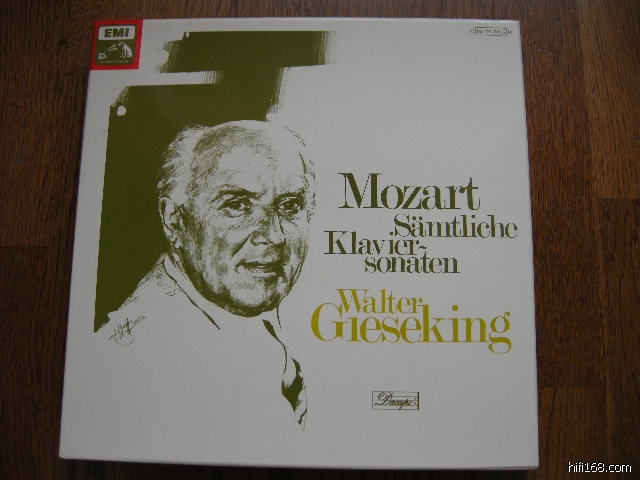 EMI
Mozart
Sämtliche
Klavier-
sonaten
Walter
Gieseking
Dacapo
hifi168.com